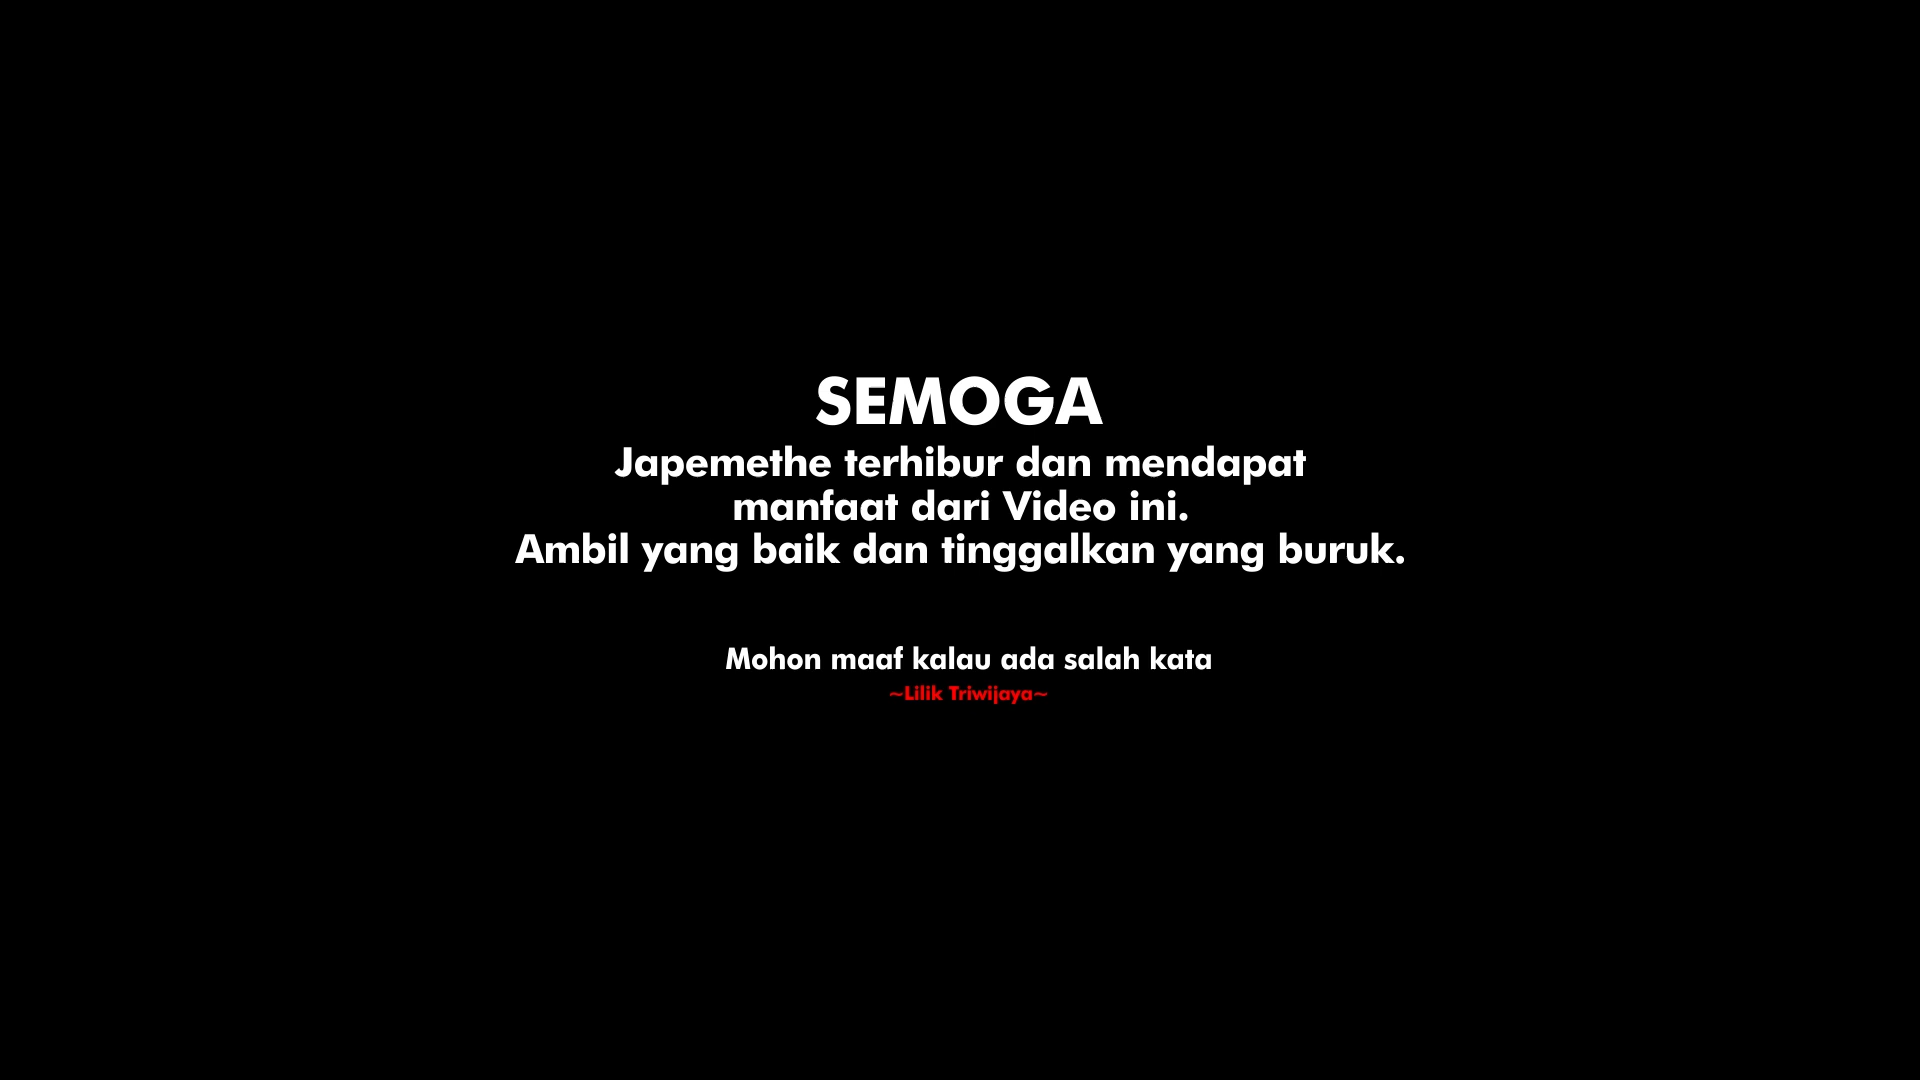 SEMOGA
Japemethe terhibur dan mendapat
manfaat dari Video ini.
Ambil yang baik dan tinggalkan yang buruk.
Mohon maaf kalau ada salah kata
~Lilik Triwijaya~